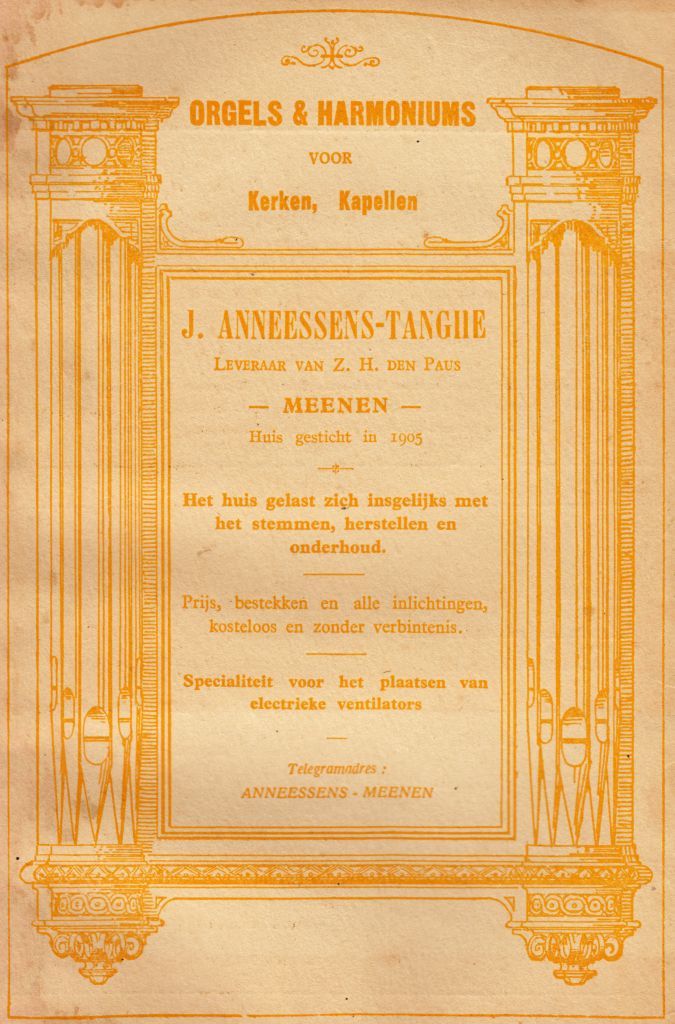 ORGELS & HARMONIUMS
VOOR
Kerken, Kapellen
J. ANNEESSENS-TANGHE
LEVERAAR VAN Z. H. DEN PAUS
— MEENEN —
Huis gesticht in 1905
Het huis gelast zich insgelijks met
het stemmen, herstellen en
onderhoud.
Prijs, bestekken en alle inlichtingen,
kosteloos en zonder verbintenis.
Specialiteit voor het plaatsen van
electrieke ventilators
Telegramadres :
ANNEESSENS - MEENEN